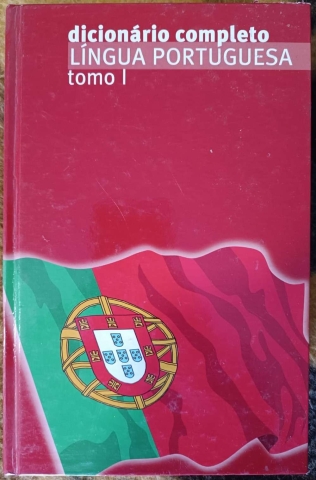 dicionário completo
LÍNGUA PORTUGUESA
tomo I